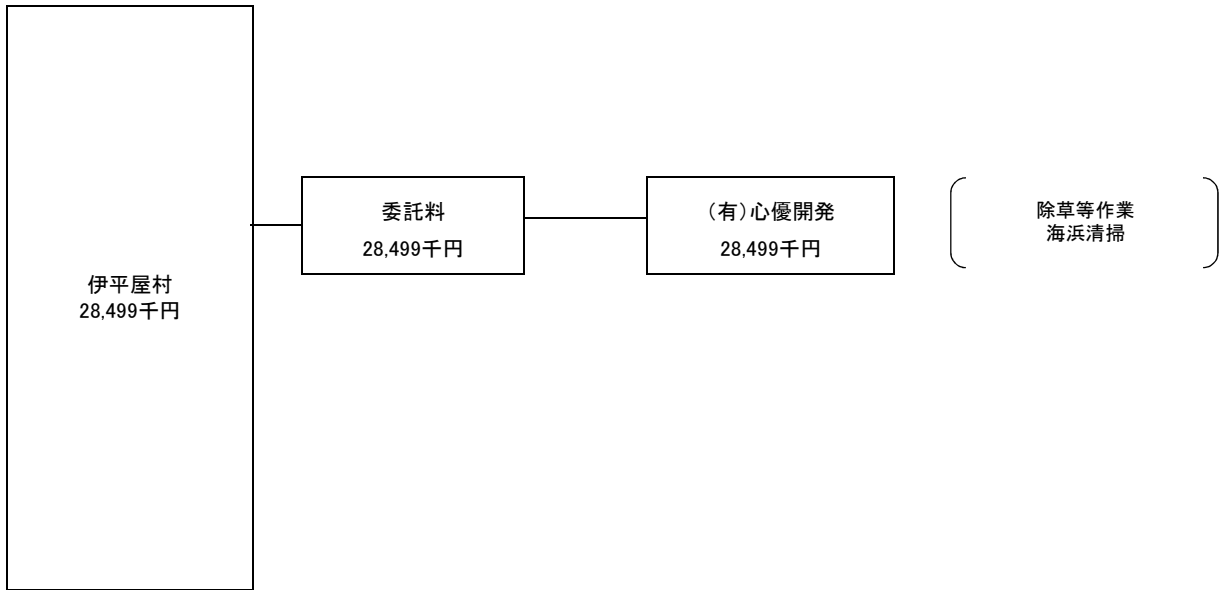 伊平屋村
28,499千円
委託料
28,499千円
（有）心優開発
28,499千円
除草等作業
海浜清掃